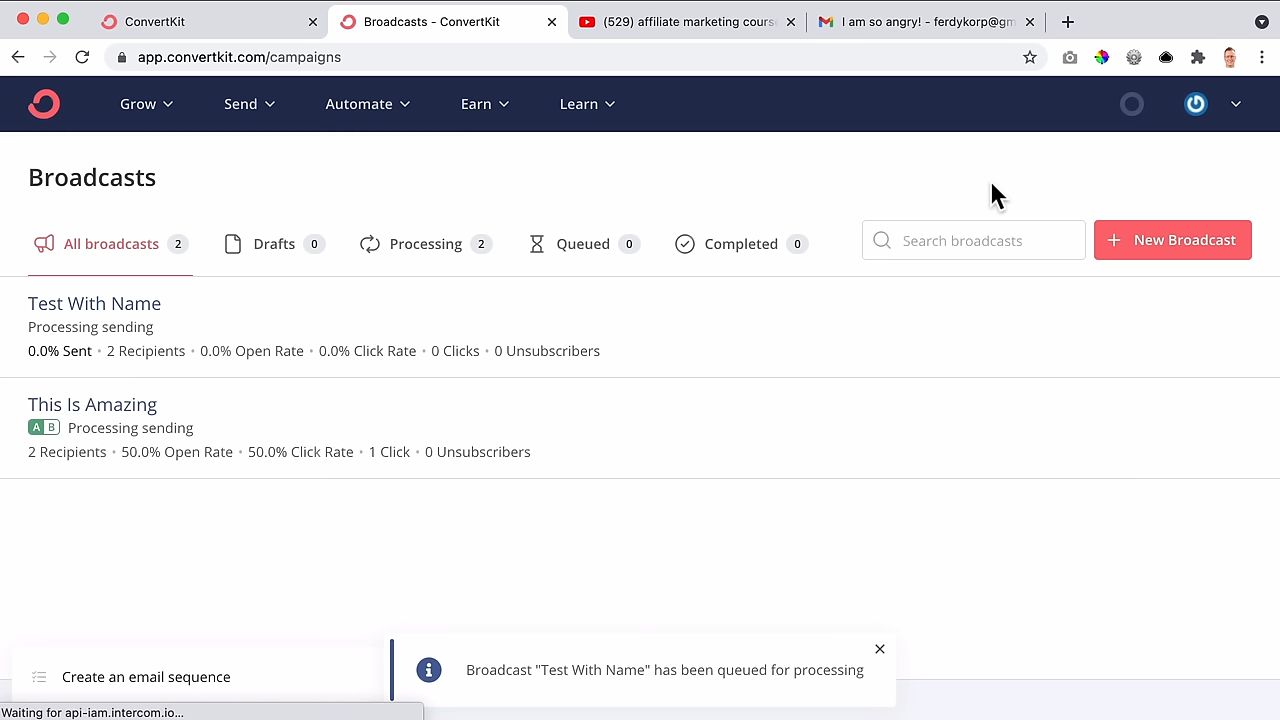 ConvertKit
Broadcasts - ConvertKit
(529) affiliate marketing cours
I am so angry! - ferdykorp@gm
app.convertkit.com/campaigns
Grow
Send
Automate
Earn
Learn
Broadcasts
All broadcasts 2
Drafts 0
Processing 2
Queued 0
Completed 0
Search broadcasts
+ New Broadcast
Test With Name
Processing sending
0.0% Sent • 2 Recipients • 0.0% Open Rate • 0.0% Click Rate • 0 Clicks • 0 Unsubscribers
This Is Amazing
A B Processing sending
2 Recipients • 50.0% Open Rate • 50.0% Click Rate • 1 Click • 0 Unsubscribers
Broadcast "Test With Name" has been queued for processing
Create an email sequence
Waiting for api-iam.intercom.io...